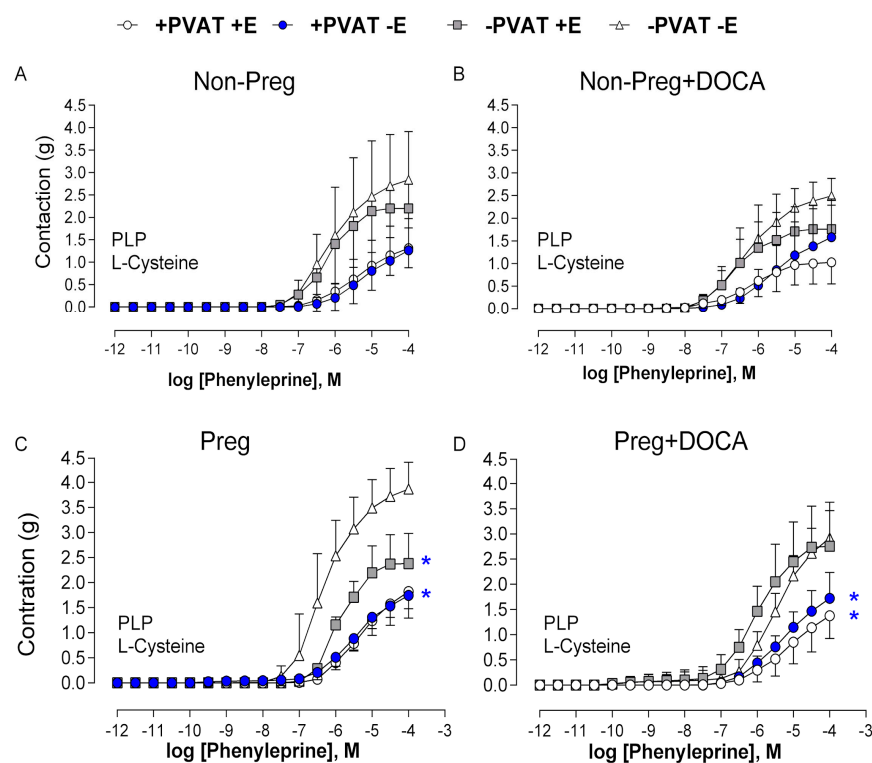 +PVAT +E +PVAT -E -PVAT +E -PVAT -E
A Non-Preg
4.5
4.0
3.5
3.0
2.5
2.0
1.5
1.0
0.5
0.0
Contaction (g)
PLP
L-Cysteine
-12 -11 -10 -9 -8 -7 -6 -5 -4
log [Phenyleprine], M
B Non-Preg+DOCA
4.5
4.0
3.5
3.0
2.5
2.0
1.5
1.0
0.5
0.0
PLP
L-Cysteine
-12 -11 -10 -9 -8 -7 -6 -5 -4
log [Phenyleprine], M
C Preg
4.5
4.0
3.5
3.0
2.5
2.0
1.5
1.0
0.5
0.0
Contration (g)
PLP
L-Cysteine
*
*
-12 -11 -10 -9 -8 -7 -6 -5 -4 -3
log [Phenyleprine], M
D Preg+DOCA
4.5
4.0
3.5
3.0
2.5
2.0
1.5
1.0
0.5
0.0
PLP
L-Cysteine
*
*
-12 -11 -10 -9 -8 -7 -6 -5 -4 -3
log [Phenyleprine], M